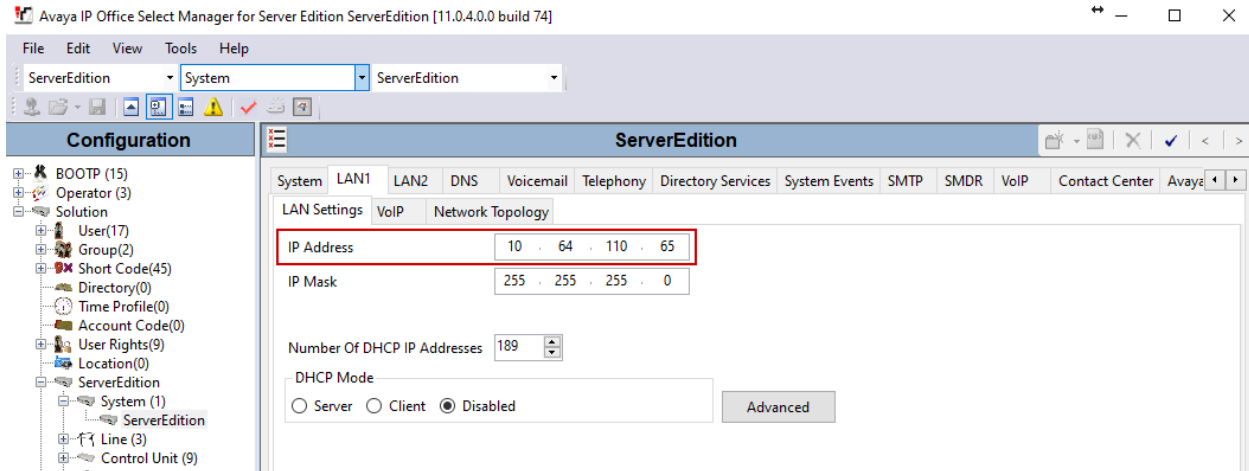 Avaya IP Office Select Manager for Server Edition ServerEdition [11.0.4.0.0 build 74]
File Edit View Tools Help
ServerEdition System ServerEdition
Configuration
ServerEdition
BOOTP (15)
Operator (3)
Solution
User(17)
Group(2)
Short Code(45)
Directory(0)
Time Profile(0)
Account Code(0)
User Rights(9)
Location(0)
ServerEdition
System (1)
ServerEdition
Line (3)
Control Unit (9)
System LAN1 LAN2 DNS Voicemail Telephony Directory Services System Events SMTP SMDR VoIP Contact Center Avaya
LAN Settings VoIP Network Topology
IP Address 10 . 64 . 110 . 65
IP Mask 255 . 255 . 255 . 0
Number Of DHCP IP Addresses 189
DHCP Mode
Server Client Disabled
Advanced